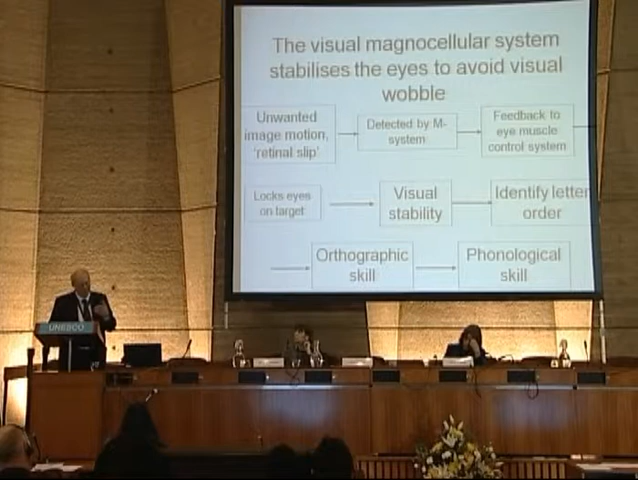 The visual magnocellular system
stabilises the eyes to avoid visual
wobble
Unwanted
image motion,
'retinal slip'
Detected by M-
system
Feedback to
eye muscle
control system
Locks eyes
on target
Visual
stability
Identify letter
order
Orthographic
skill
Phonological
skill
UNESCO